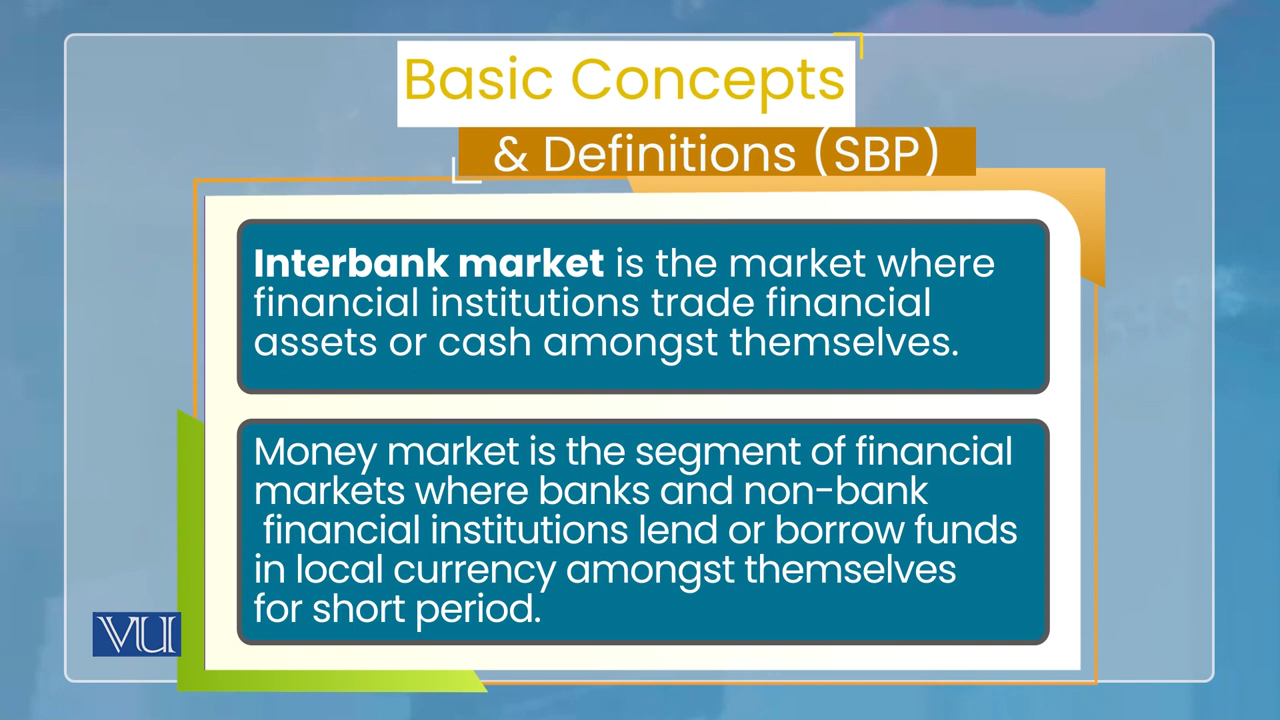 Basic Concepts
& Definitions (SBP)
Interbank market is the market where
financial institutions trade financial
assets or cash amongst themselves.
Money market is the segment of financial
markets where banks and non-bank
financial institutions lend or borrow funds
in local currency amongst themselves
for short period.
VU